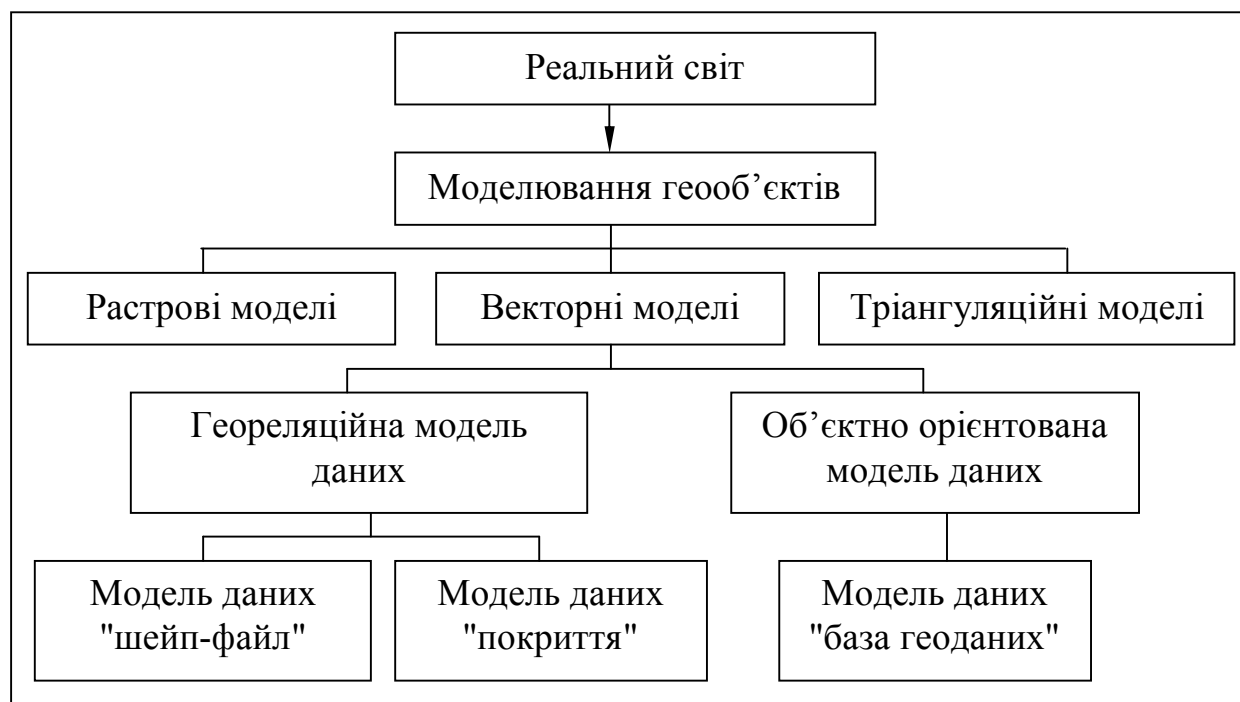 Реальний світ
Моделювання геооб’єктів
Растрові моделі
Векторні моделі
Тріангуляційні моделі
Геореляційна модель
даних
Об’єктно орієнтована
модель даних
Модель даних
"шейп-файл"
Модель даних
"покриття"
Модель даних
"база геоданих"